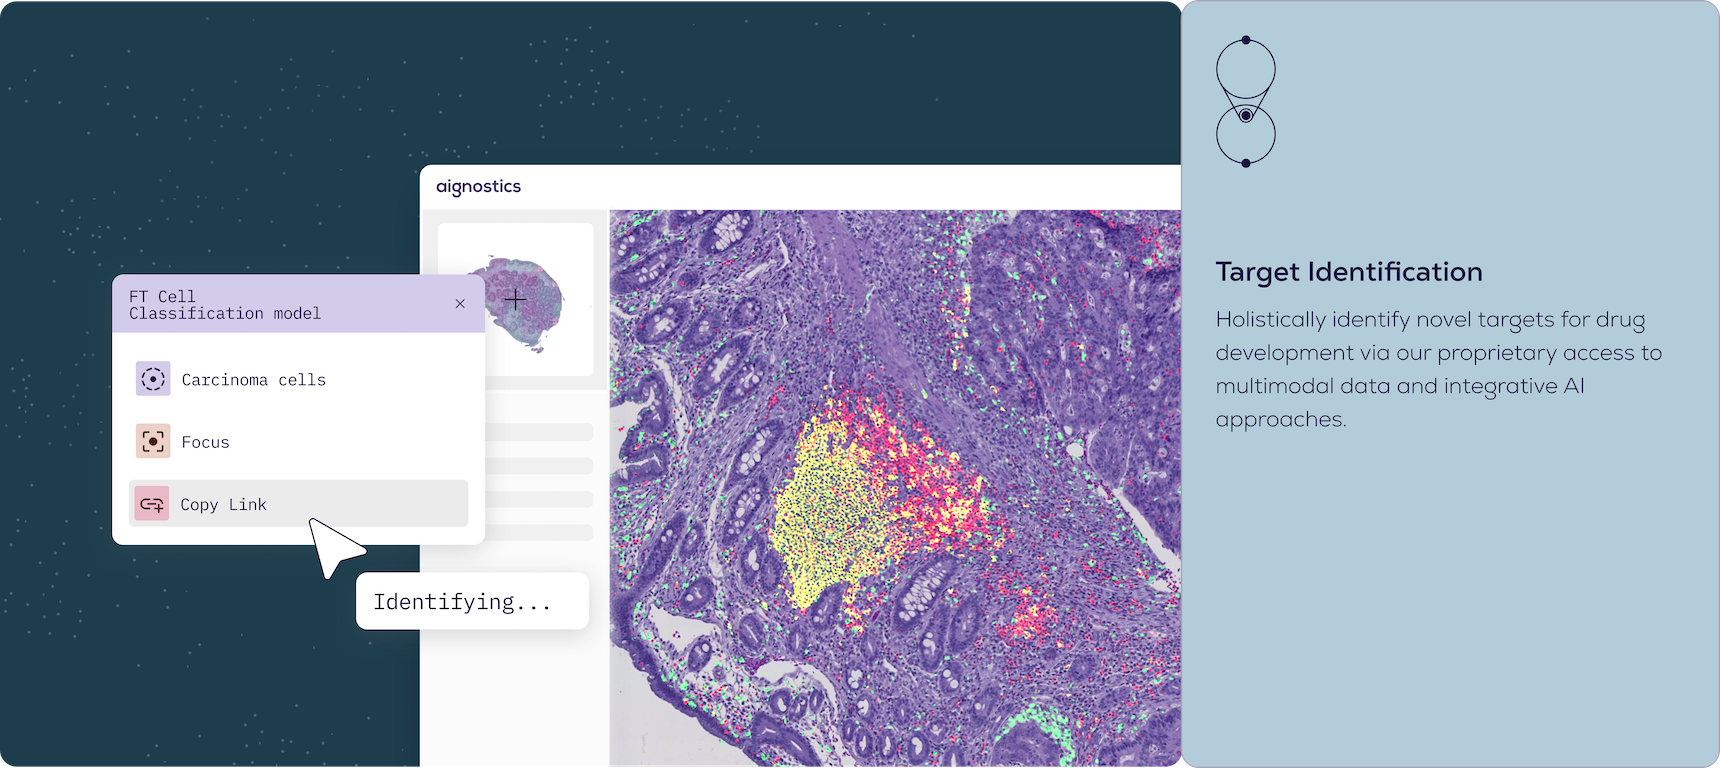 aignostics
FT Cell
Classification model
Carcinoma cells
Focus
Copy Link
Identifying...
Target Identification
Holistically identify novel targets for drug
development via our proprietary access to
multimodal data and integrative AI
approaches.